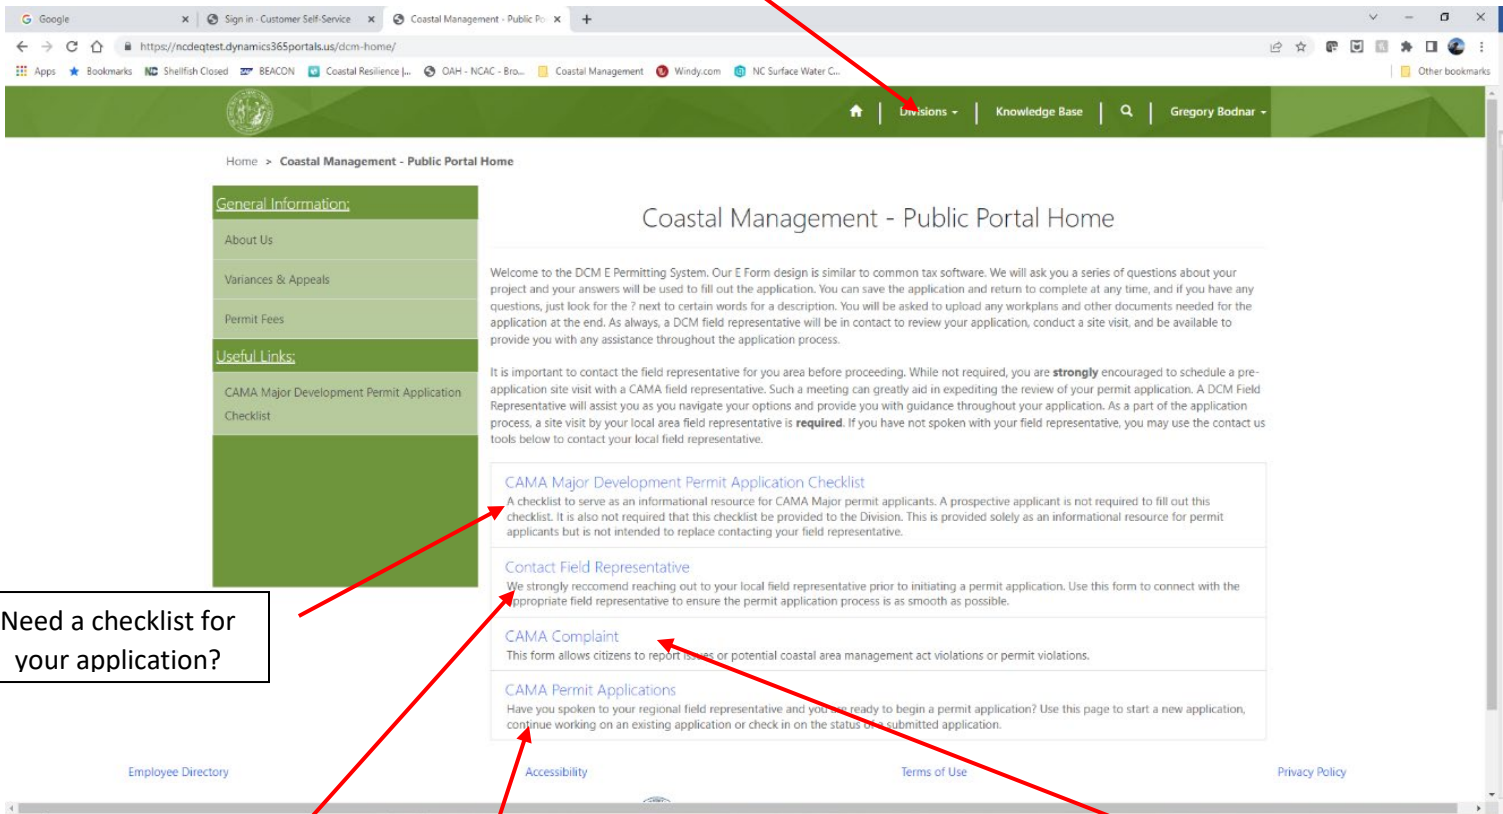 Google
Sign in - Customer Self-Service
Coastal Management - Public Po
https://ncdeqtest.dynamics365portals.us/dcm-home/
Apps
Bookmarks
NC Shellfish Closed
BEACON
Coastal Resilience |...
OAH - NCAC - Bro...
Coastal Management
Windy.com
NC Surface Water C...
Other bookmarks
Divisions
Knowledge Base
Gregory Bodnar
Home > Coastal Management - Public Portal Home
General Information:
About Us
Variances & Appeals
Permit Fees
Useful Links:
CAMA Major Development Permit Application
Checklist
Coastal Management - Public Portal Home
Welcome to the DCM E Permitting System. Our E Form design is similar to common tax software. We will ask you a series of questions about your
project and your answers will be used to fill out the application. You can save the application and return to complete at any time, and if you have any
questions, just look for the ? next to certain words for a description. You will be asked to upload any workplans and other documents needed for the
application at the end. As always, a DCM field representative will be in contact to review your application, conduct a site visit, and be available to
provide you with any assistance throughout the application process.
It is important to contact the field representative for you area before proceeding. While not required, you are strongly encouraged to schedule a pre-
application site visit with a CAMA field representative. Such a meeting can greatly aid in expediting the review of your permit application. A DCM Field
Representative will assist you as you navigate your options and provide you with guidance throughout your application. As a part of the application
process, a site visit by your local area field representative is required. If you have not spoken with your field representative, you may use the contact us
tools below to contact your local field representative.
CAMA Major Development Permit Application Checklist
A checklist to serve as an informational resource for CAMA Major permit applicants. A prospective applicant is not required to fill out this
checklist. It is also not required that this checklist be provided to the Division. This is provided solely as an informational resource for permit
applicants but is not intended to replace contacting your field representative.
Contact Field Representative
We strongly reccomend reaching out to your local field representative prior to initiating a permit application. Use this form to connect with the
appropriate field representative to ensure the permit application process is as smooth as possible.
Need a checklist for
your application?
CAMA Complaint
This form allows citizens to report issues or potential coastal area management act violations or permit violations.
CAMA Permit Applications
Have you spoken to your regional field representative and you are ready to begin a permit application? Use this page to start a new application,
continue working on an existing application or check in on the status of a submitted application.
Employee Directory
Accessibility
Terms of Use
Privacy Policy